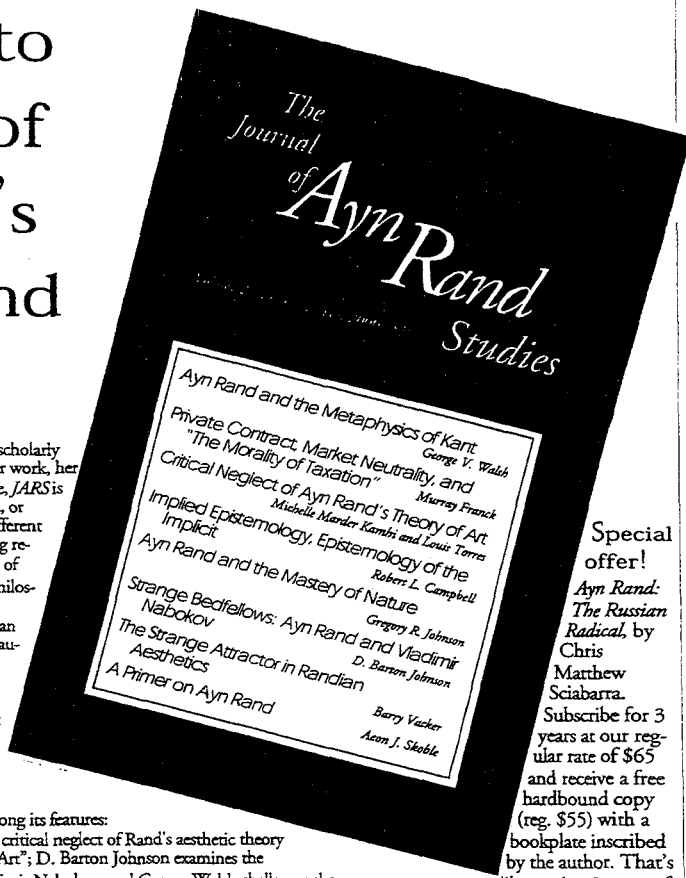 to
of
's
nd
The
Journal
of Ayn Rand
Studies
Ayn Rand and the Metaphysics of Kant
George V. Walsh
Private Contract, Market Neutrality, and
"The Morality of Taxation"
Murray Franck
Critical Neglect of Ayn Rand's Theory of Art
Michelle Marder Kamhi and Louis Torres
Implied Epistemology, Epistemology of the
Implicit
Robert L. Campbell
Ayn Rand and the Mastery of Nature
Gregory R. Johnson
Strange Bedfellows: Ayn Rand and Vladimir
Nabokov
D. Barton Johnson
The Strange Attractor in Randian
Aesthetics
Barry Vacker
A Primer on Ayn Rand
Aeon J. Skoble
scholarly
r work, her
e, JARS is
, or
fferent
g re-
of
hilos-
an
au-
ong its features:
critical neglect of Rand's aesthetic theory
Art"; D. Barton Johnson examines the
Special
offer!
Ayn Rand:
The Russian
Radical, by
Chris
Matthew
Sciabarra.
Subscribe for 3
years at our reg-
ular rate of $65
and receive a free
hardbound copy
(reg. $55) with a
bookplate inscribed
by the author. That's